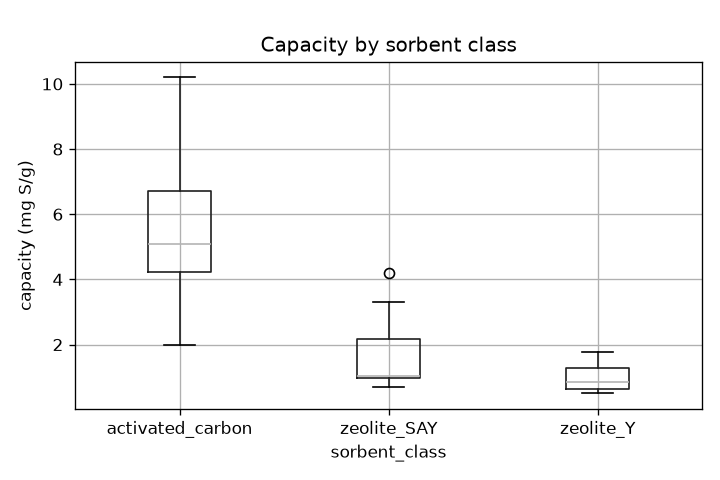 Capacity by sorbent class
capacity (mg S/g)
10
8
6
4
2
activated_carbon zeolite_SAY zeolite_Y
sorbent_class